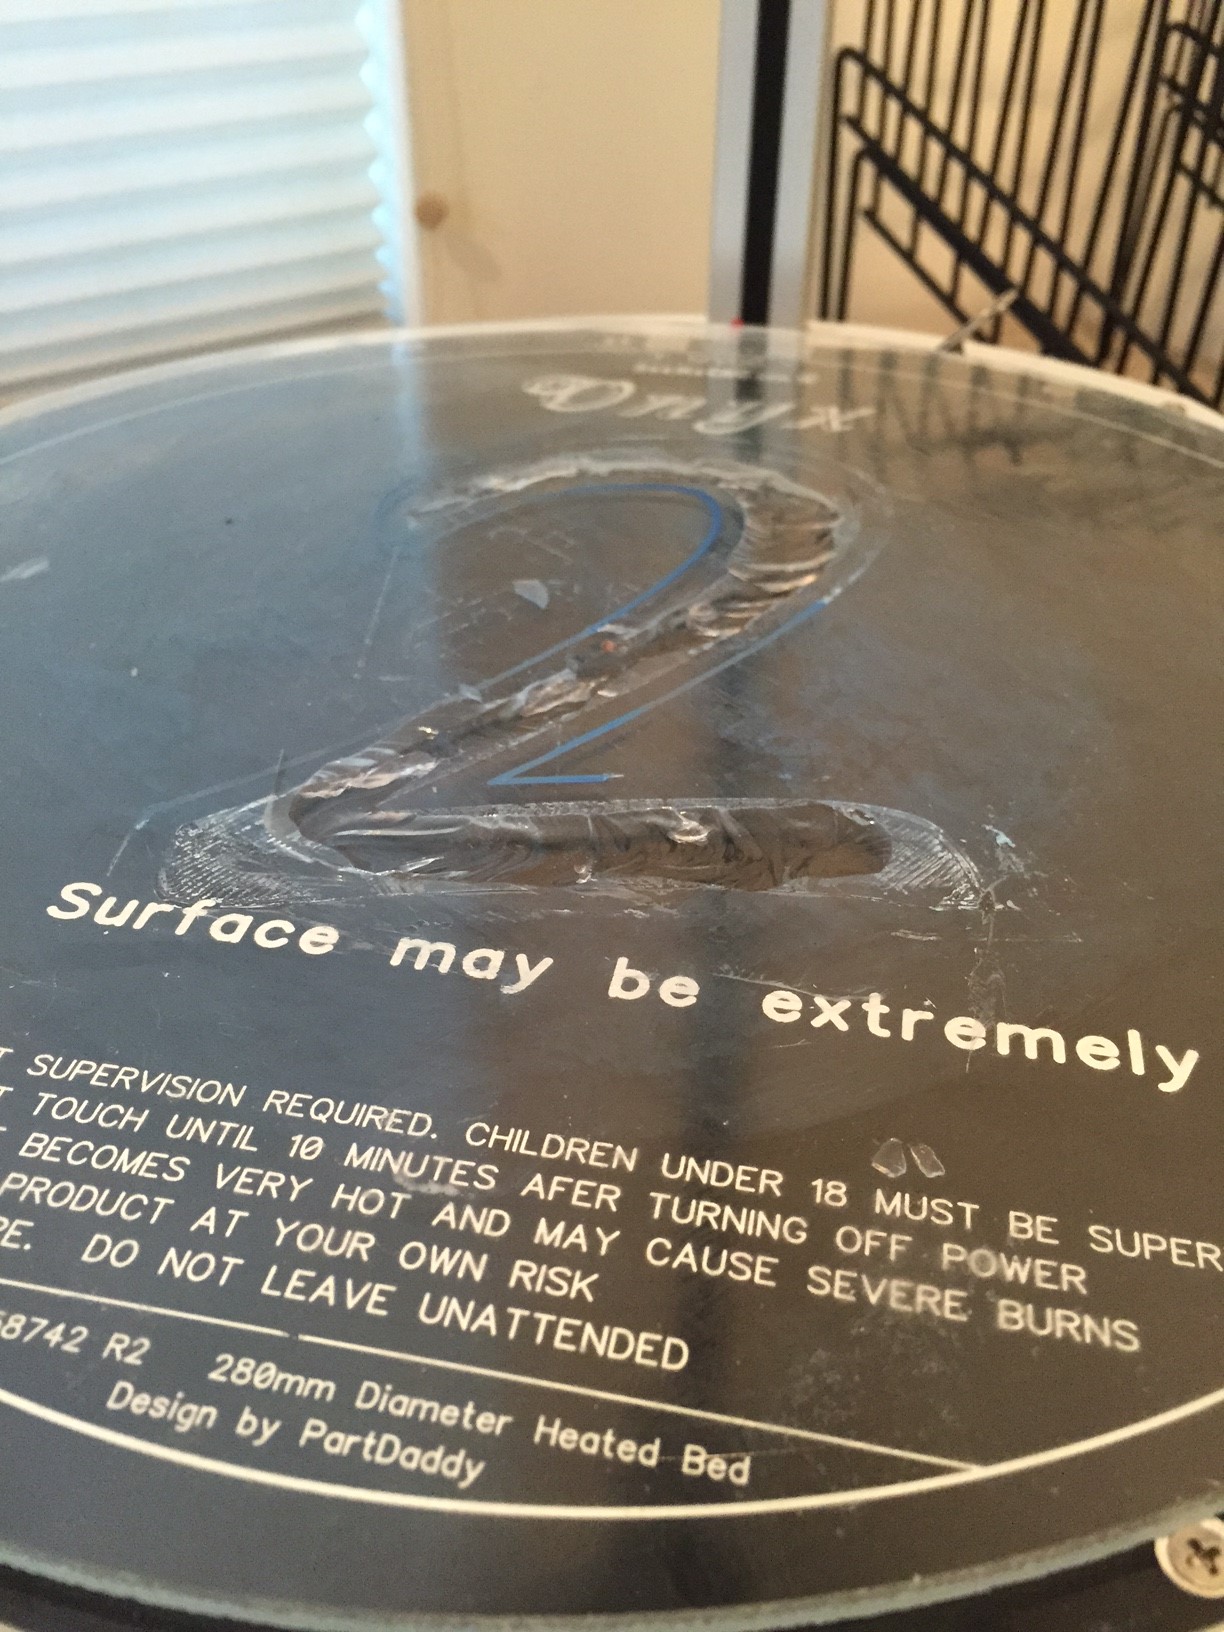 2
Surface may be extremely
SUPERVISION REQUIRED. CHILDREN UNDER 18 MUST BE SUPER
TOUCH UNTIL 10 MINUTES AFER TURNING OFF POWER
BECOMES VERY HOT AND MAY CAUSE SEVERE BURNS
PRODUCT AT YOUR OWN RISK
DO NOT LEAVE UNATTENDED
68742 R2 280mm Diameter Heated Bed
Design by PartDaddy